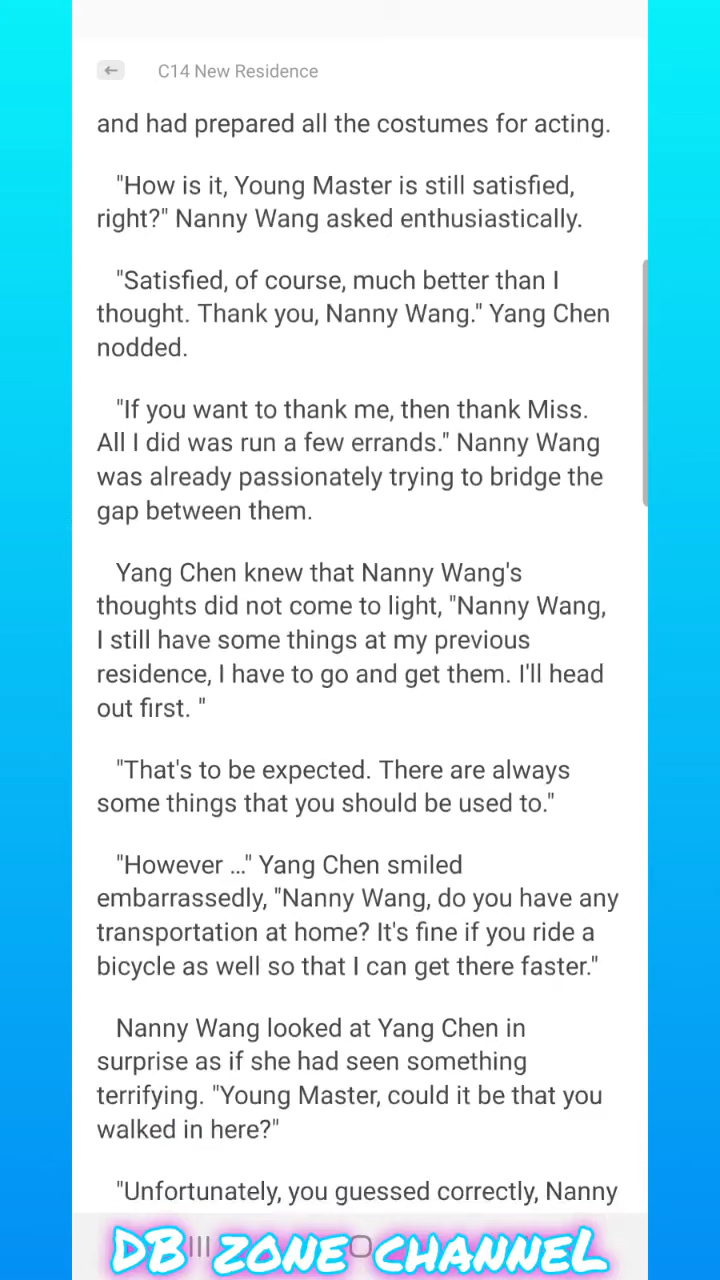 C14 New Residence
and had prepared all the costumes for acting.
"How is it, Young Master is still satisfied,
right?" Nanny Wang asked enthusiastically.
"Satisfied, of course, much better than I
thought. Thank you, Nanny Wang." Yang Chen
nodded.
"If you want to thank me, then thank Miss.
All I did was run a few errands." Nanny Wang
was already passionately trying to bridge the
gap between them.
Yang Chen knew that Nanny Wang's
thoughts did not come to light, "Nanny Wang,
I still have some things at my previous
residence, I have to go and get them. I'll head
out first. "
"That's to be expected. There are always
some things that you should be used to."
"However ..." Yang Chen smiled
embarrassedly, "Nanny Wang, do you have any
transportation at home? It's fine if you ride a
bicycle as well so that I can get there faster."
Nanny Wang looked at Yang Chen in
surprise as if she had seen something
terrifying. "Young Master, could it be that you
walked in here?"
"Unfortunately, you guessed correctly, Nanny
DB ZONE CHANNEL